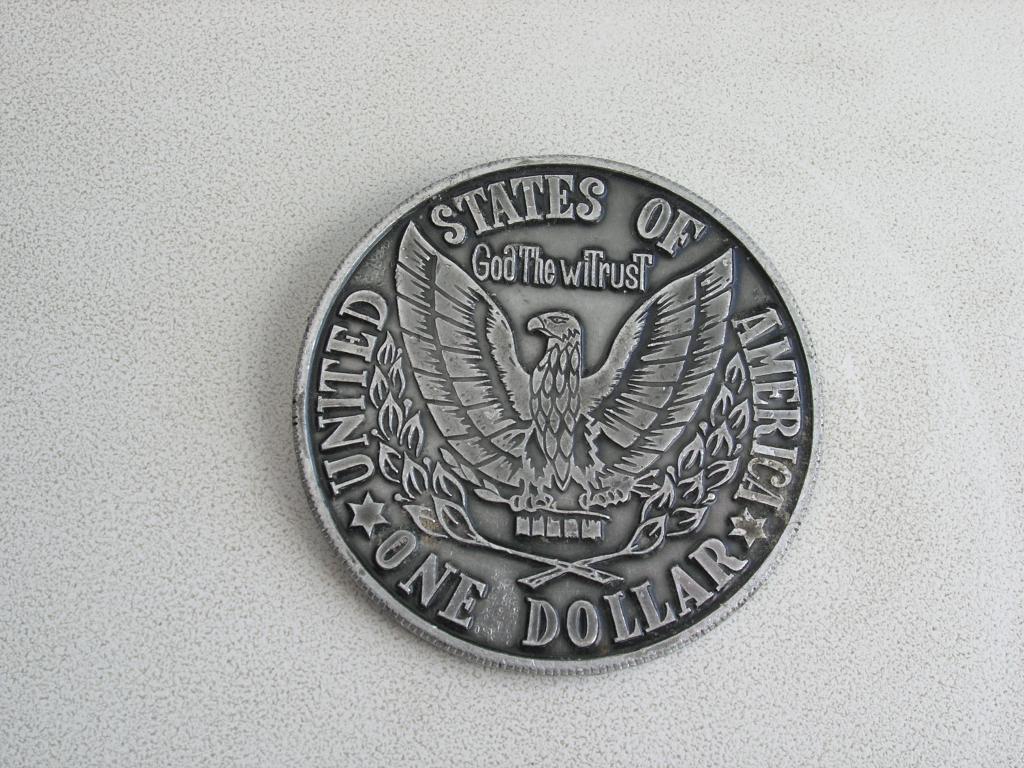 UNITED STATES OF AMERICA
God The wiTrusT
ONE DOLLAR